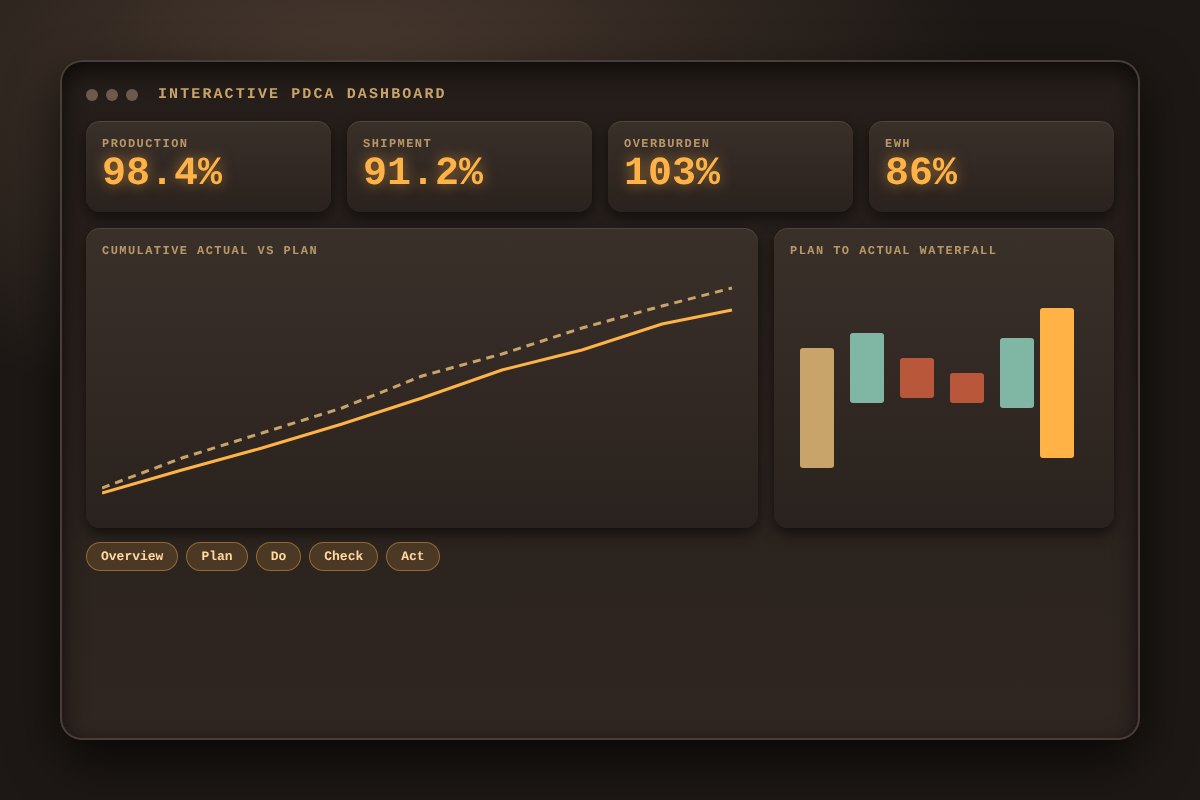 INTERACTIVE PDCA DASHBOARD
PRODUCTION
98.4%
SHIPMENT
91.2%
OVERBURDEN
103%
EWH
86%
CUMULATIVE ACTUAL VS PLAN
PLAN TO ACTUAL WATERFALL
Overview
Plan
Do
Check
Act